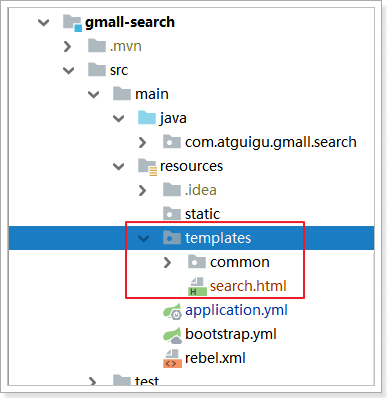 gmall-search
.mvn
src
main
java
com.atguigu.gmall.search
resources
.idea
static
templates
common
search.html
application.yml
bootstrap.yml
rebel.xml
test